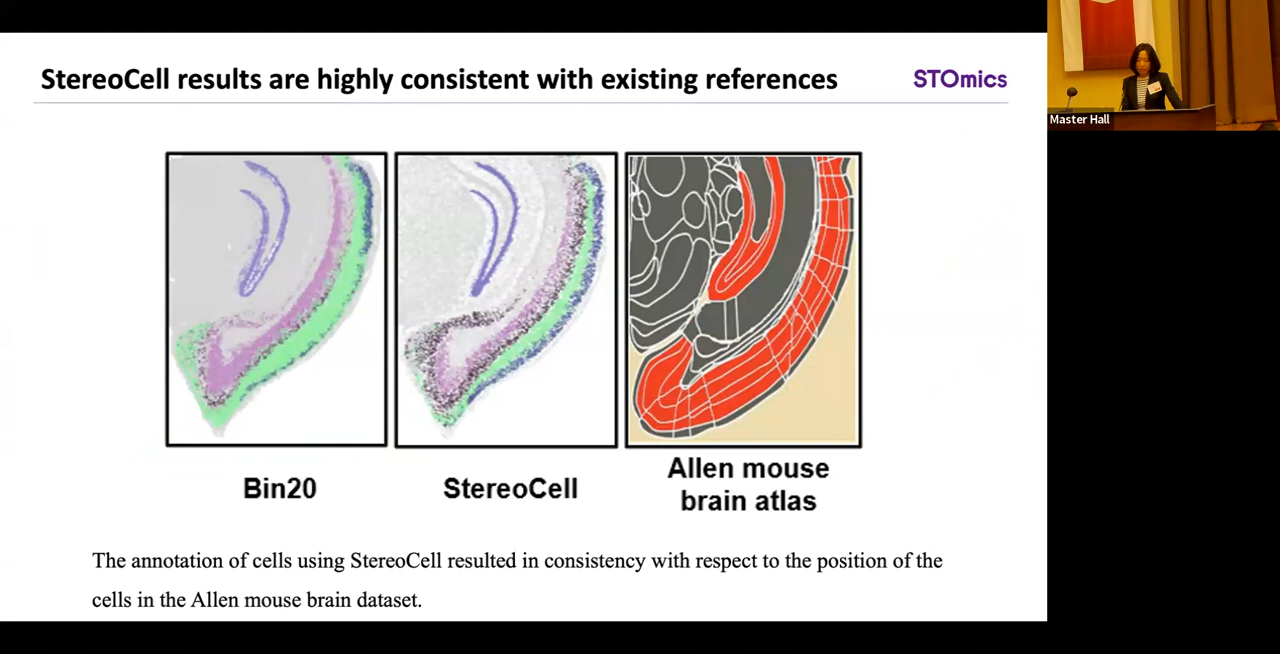 StereoCell results are highly consistent with existing references
STOmics
Master Hall
Bin20
StereoCell
Allen mouse
brain atlas
The annotation of cells using StereoCell resulted in consistency with respect to the position of the
cells in the Allen mouse brain dataset.